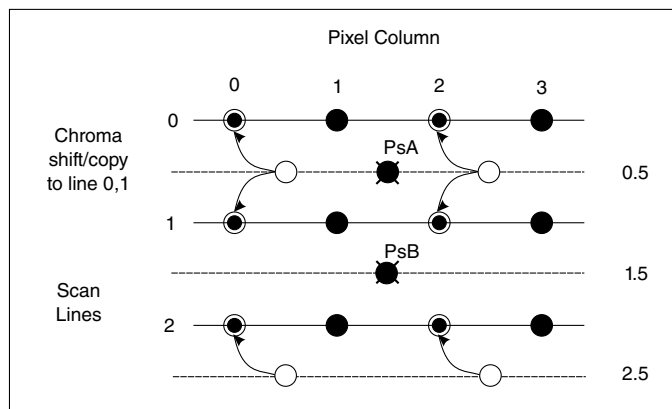 Pixel Column
0 1 2 3
0
Chroma
shift/copy
to line 0,1
PsA
0.5
1
PsB
1.5
Scan
Lines
2
2.5